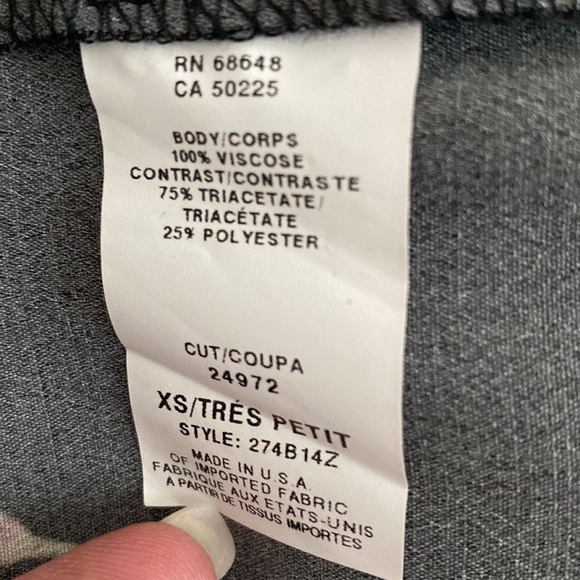 RN 68648
CA 50225
BODY/CORPS
100% VISCOSE
CONTRAST/CONTRASTE
75% TRIACETATE/
TRIACÉTATE
25% POLYESTER
CUT/COUPA
24972
XS/TRÉS PETIT
STYLE: 274B14Z
MADE IN U.S.A.
OF IMPORTED FABRIC
FABRIQUE AUX ETATS-UNIS
A PARTIR DE TISSUS IMPORTES